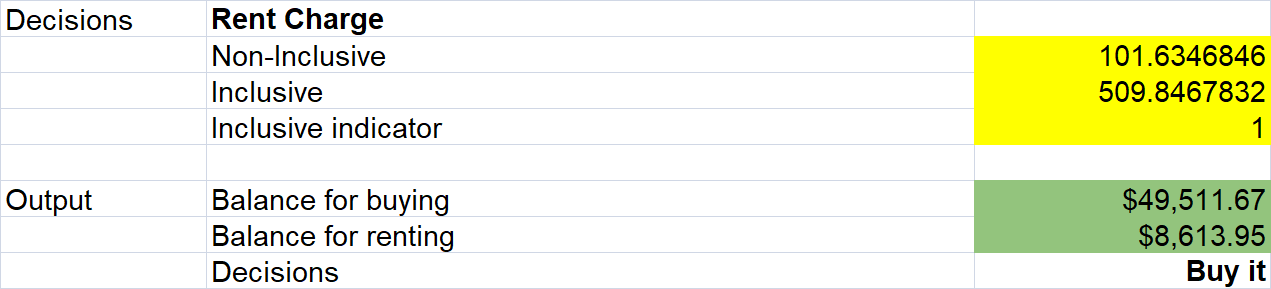 Decisions Rent Charge
Non-Inclusive 101.6346846
Inclusive 509.8467832
Inclusive indicator 1
Output Balance for buying $49,511.67
Balance for renting $8,613.95
Decisions Buy it